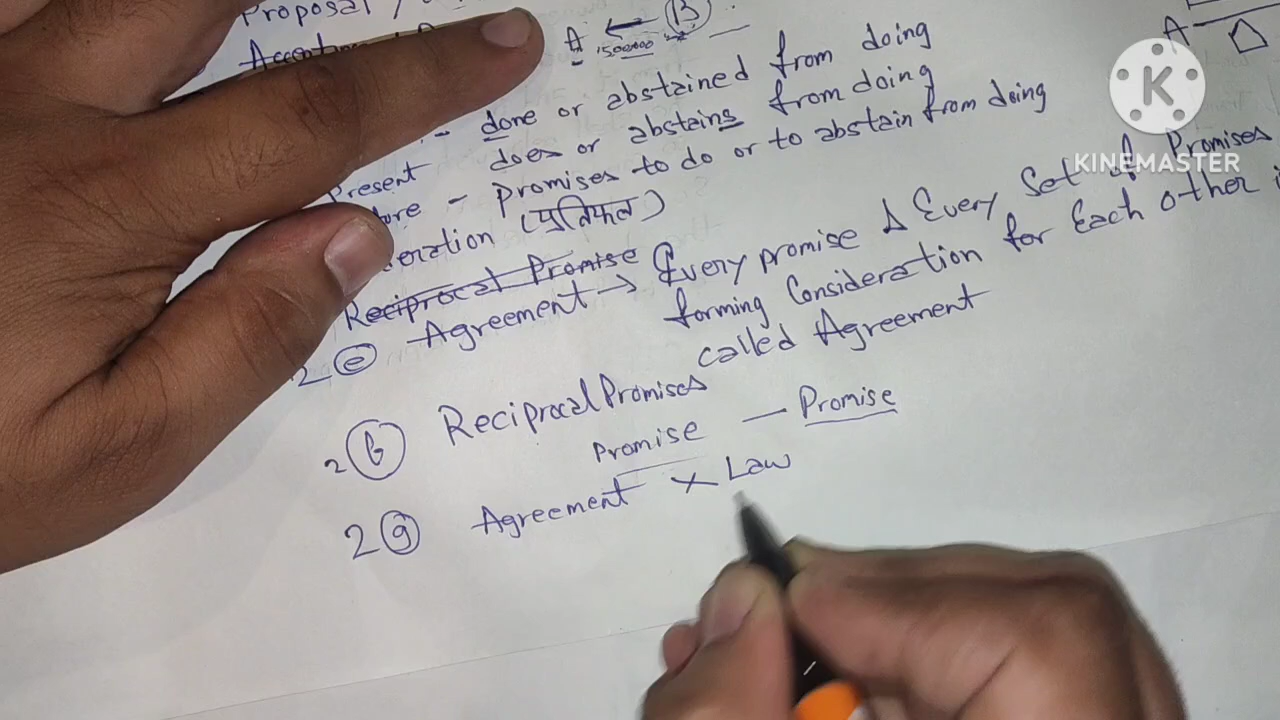 Proposal /
A ← B
1500000
A
- done or abstained from doing
Present does or abstains from doing
- Promises to do or to abstain from doing
(प्रतिफल)
Reciprocal Promise
2 e Agreement → Every promise & Every Set of Promises
forming Consideration for Each other i
called Agreement
2 f Reciprocal Promises
Promise — Promise
2 g Agreement × Law
K
KINEMASTER